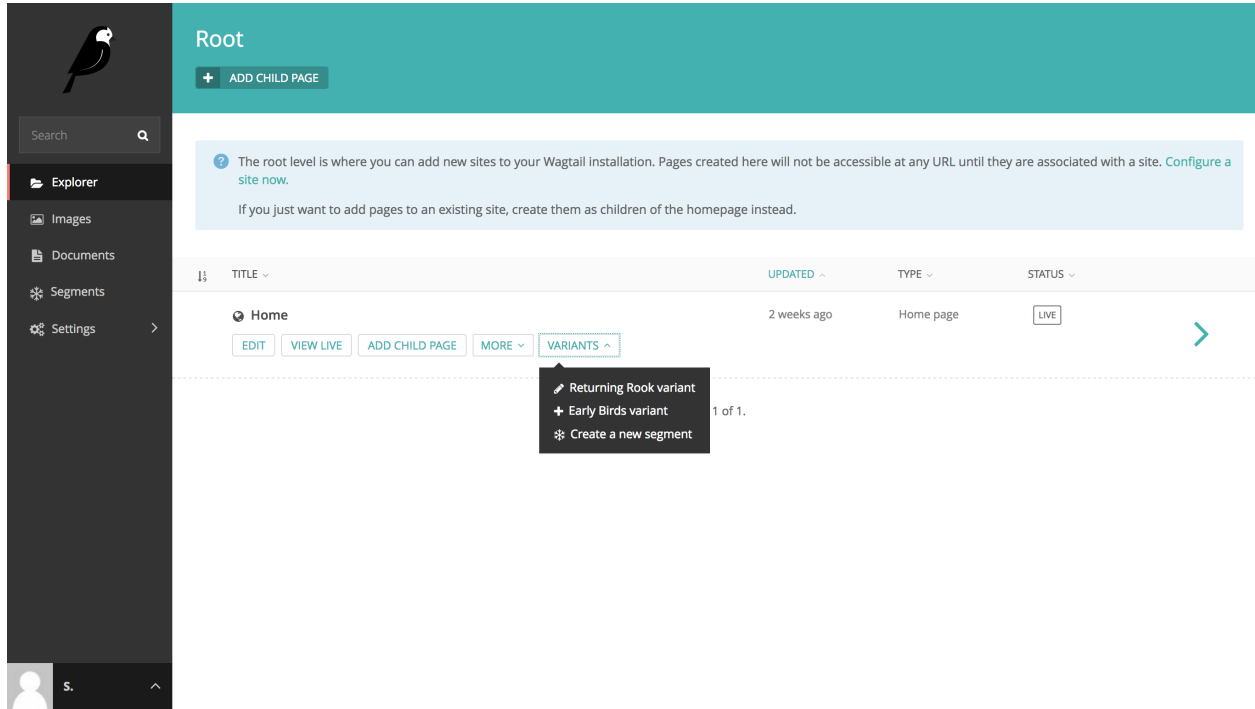 Root
ADD CHILD PAGE
Search
Explorer
Images
Documents
Segments
Settings
The root level is where you can add new sites to your Wagtail installation. Pages created here will not be accessible at any URL until they are associated with a site. Configure a
site now.
If you just want to add pages to an existing site, create them as children of the homepage instead.
TITLE UPDATED TYPE STATUS
Home 2 weeks ago Home page LIVE
EDIT VIEW LIVE ADD CHILD PAGE MORE VARIANTS
Returning Rook variant
Early Birds variant 1 of 1.
Create a new segment
S.